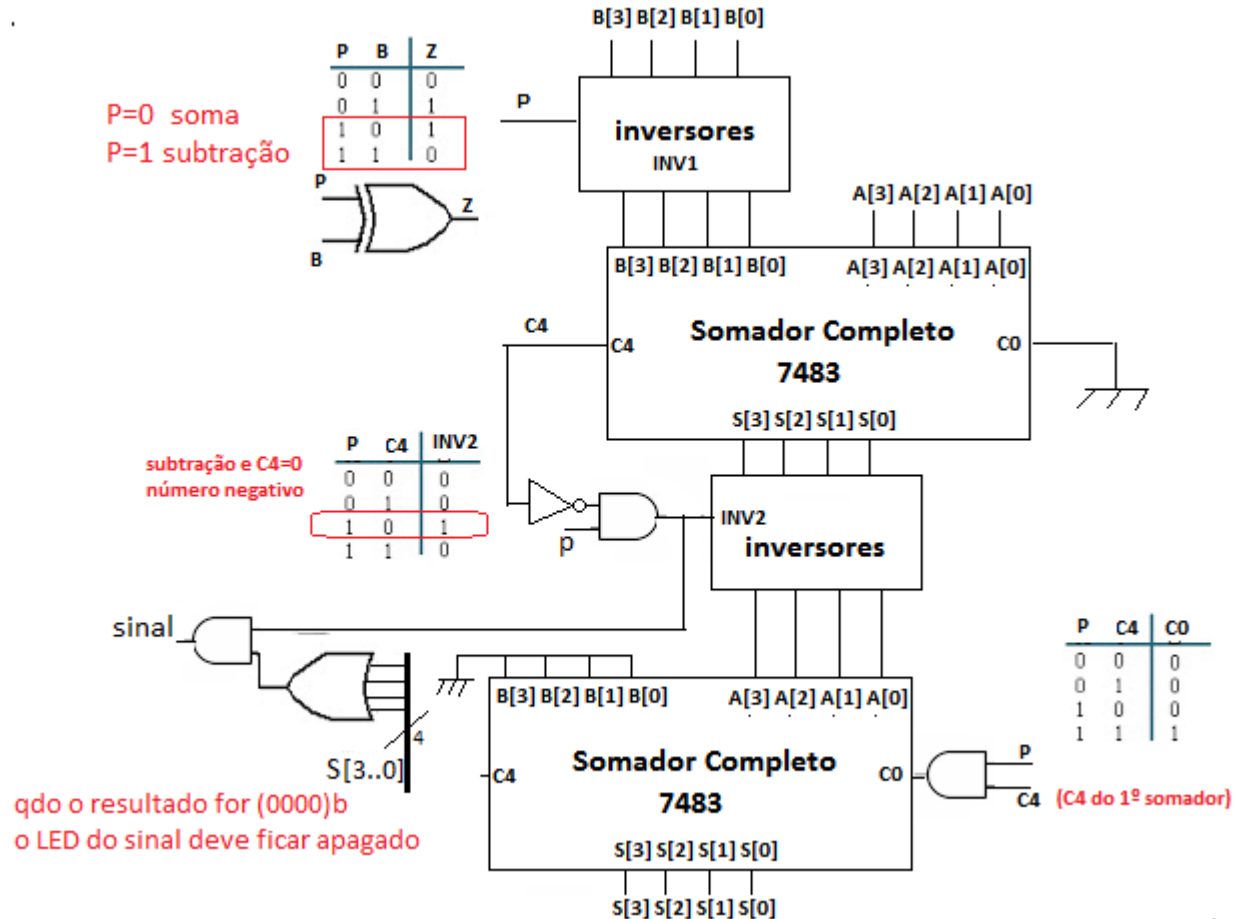 B[3] B[2] B[1] B[0]
P B Z
0 0 0
0 1 1
1 0 1
1 1 0
P=0 soma
P=1 subtração
P
B
Z
P
inversores
INV1
A[3] A[2] A[1] A[0]
B[3] B[2] B[1] B[0]
A[3] A[2] A[1] A[0]
C4
C4
Somador Completo
7483
C0
S[3] S[2] S[1] S[0]
subtração e C4=0
número negativo
P C4 INV2
0 0 0
0 1 0
1 0 1
1 1 0
p
INV2
inversores
sinal
P C4 C0
0 0 0
0 1 0
1 0 0
1 1 1
B[3] B[2] B[1] B[0]
A[3] A[2] A[1] A[0]
4
S[3..0]
C4
Somador Completo
7483
C0
P
C4
(C4 do 1º somador)
qdo o resultado for (0000)b
o LED do sinal deve ficar apagado
S[3] S[2] S[1] S[0]
S[3] S[2] S[1] S[0]